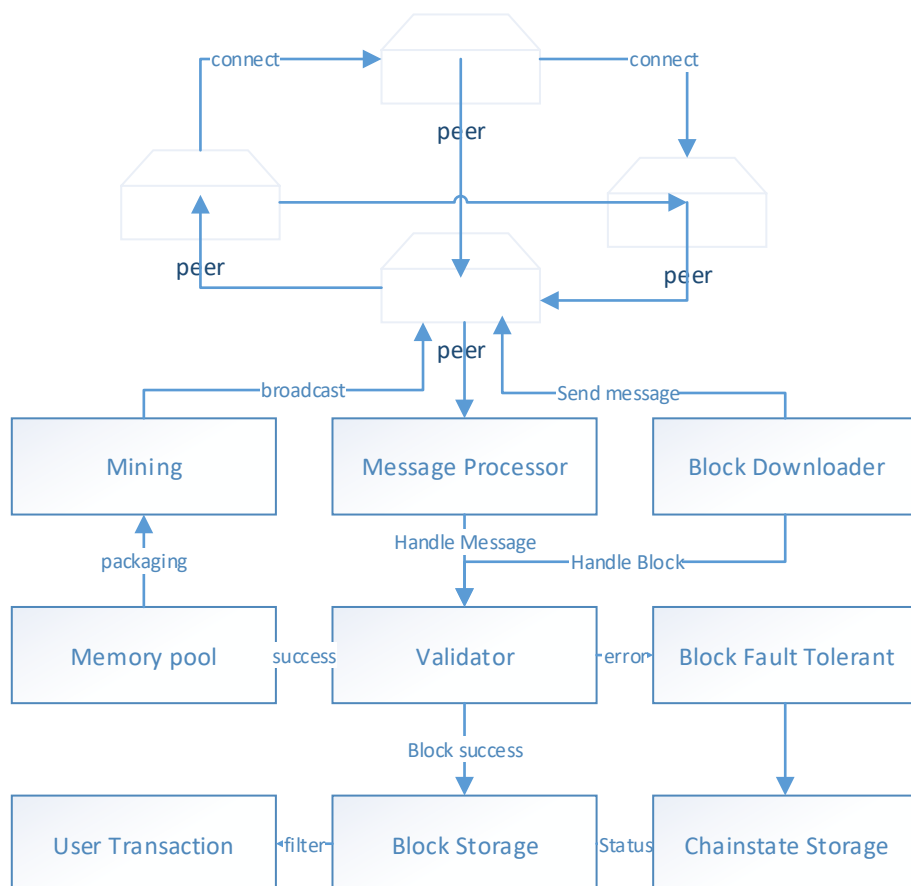 connect
connect
peer
peer
peer
peer
broadcast
Send message
Mining
Message Processor
Block Downloader
Handle Message
packaging
Handle Block
Memory pool
success
Validator
error
Block Fault Tolerant
Block success
User Transaction
filter
Block Storage
Status
Chainstate Storage